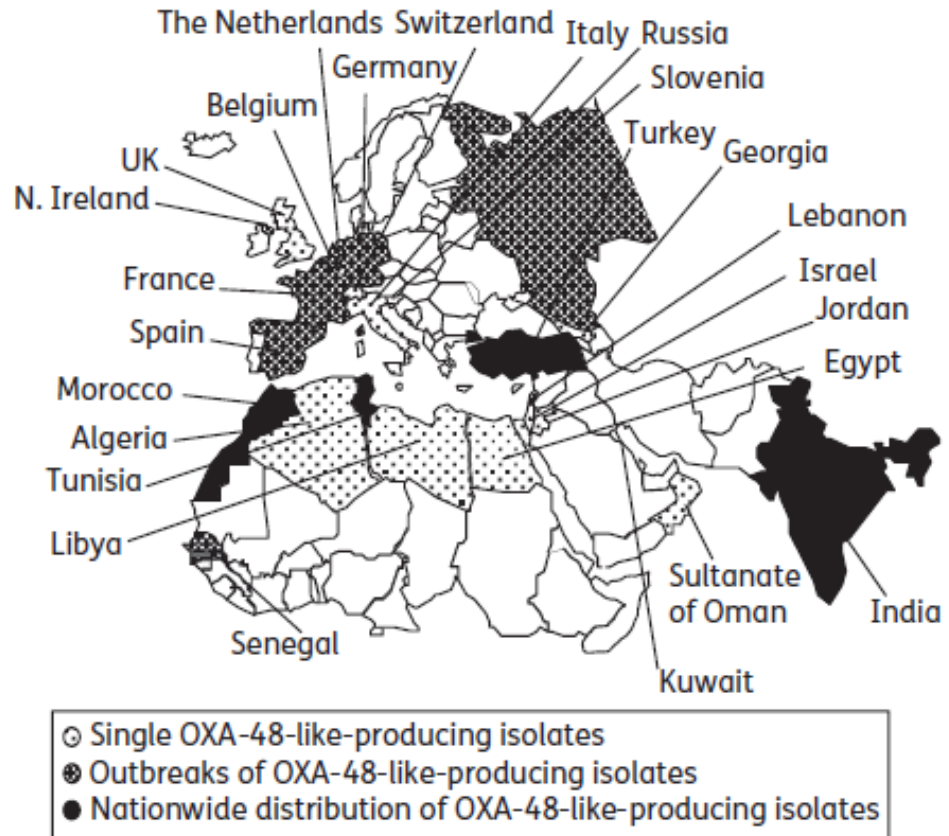 The Netherlands Switzerland
Italy Russia
Germany
Slovenia
Belgium
Turkey
UK
Georgia
N. Ireland
Lebanon
Israel
France
Jordan
Spain
Egypt
Morocco
Algeria
Tunisia
Libya
Sultanate
of Oman
India
Senegal
Kuwait
Single OXA-48-like-producing isolates
Outbreaks of OXA-48-like-producing isolates
Nationwide distribution of OXA-48-like-producing isolates